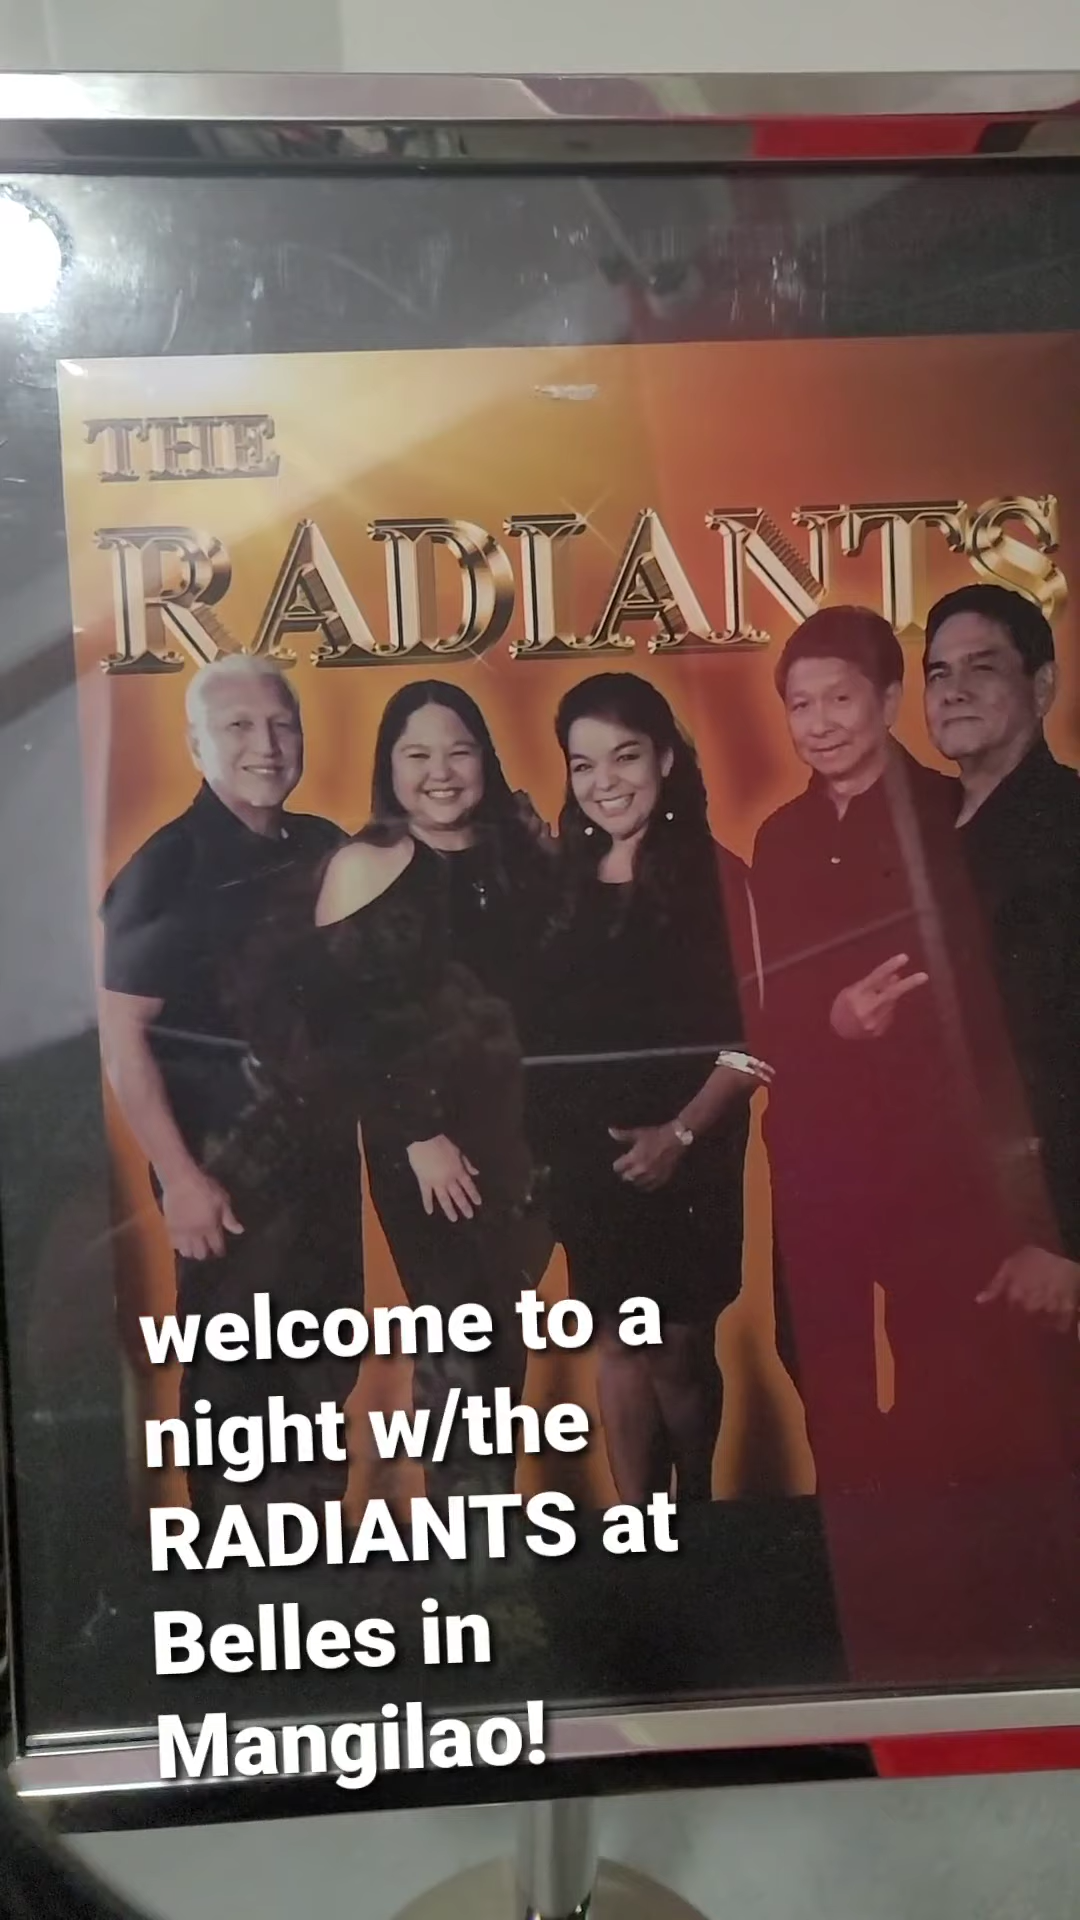 THE
RADIANTS
welcome to a
night w/the
RADIANTS at
Belles in
Mangilao!